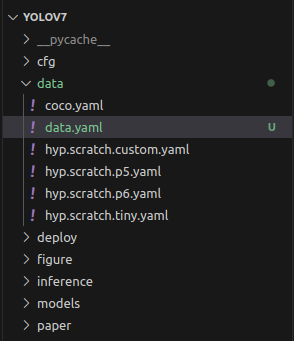 YOLOV7
__pycache__
cfg
data
! coco.yaml
! data.yaml U
! hyp.scratch.custom.yaml
! hyp.scratch.p5.yaml
! hyp.scratch.p6.yaml
! hyp.scratch.tiny.yaml
deploy
figure
inference
models
paper